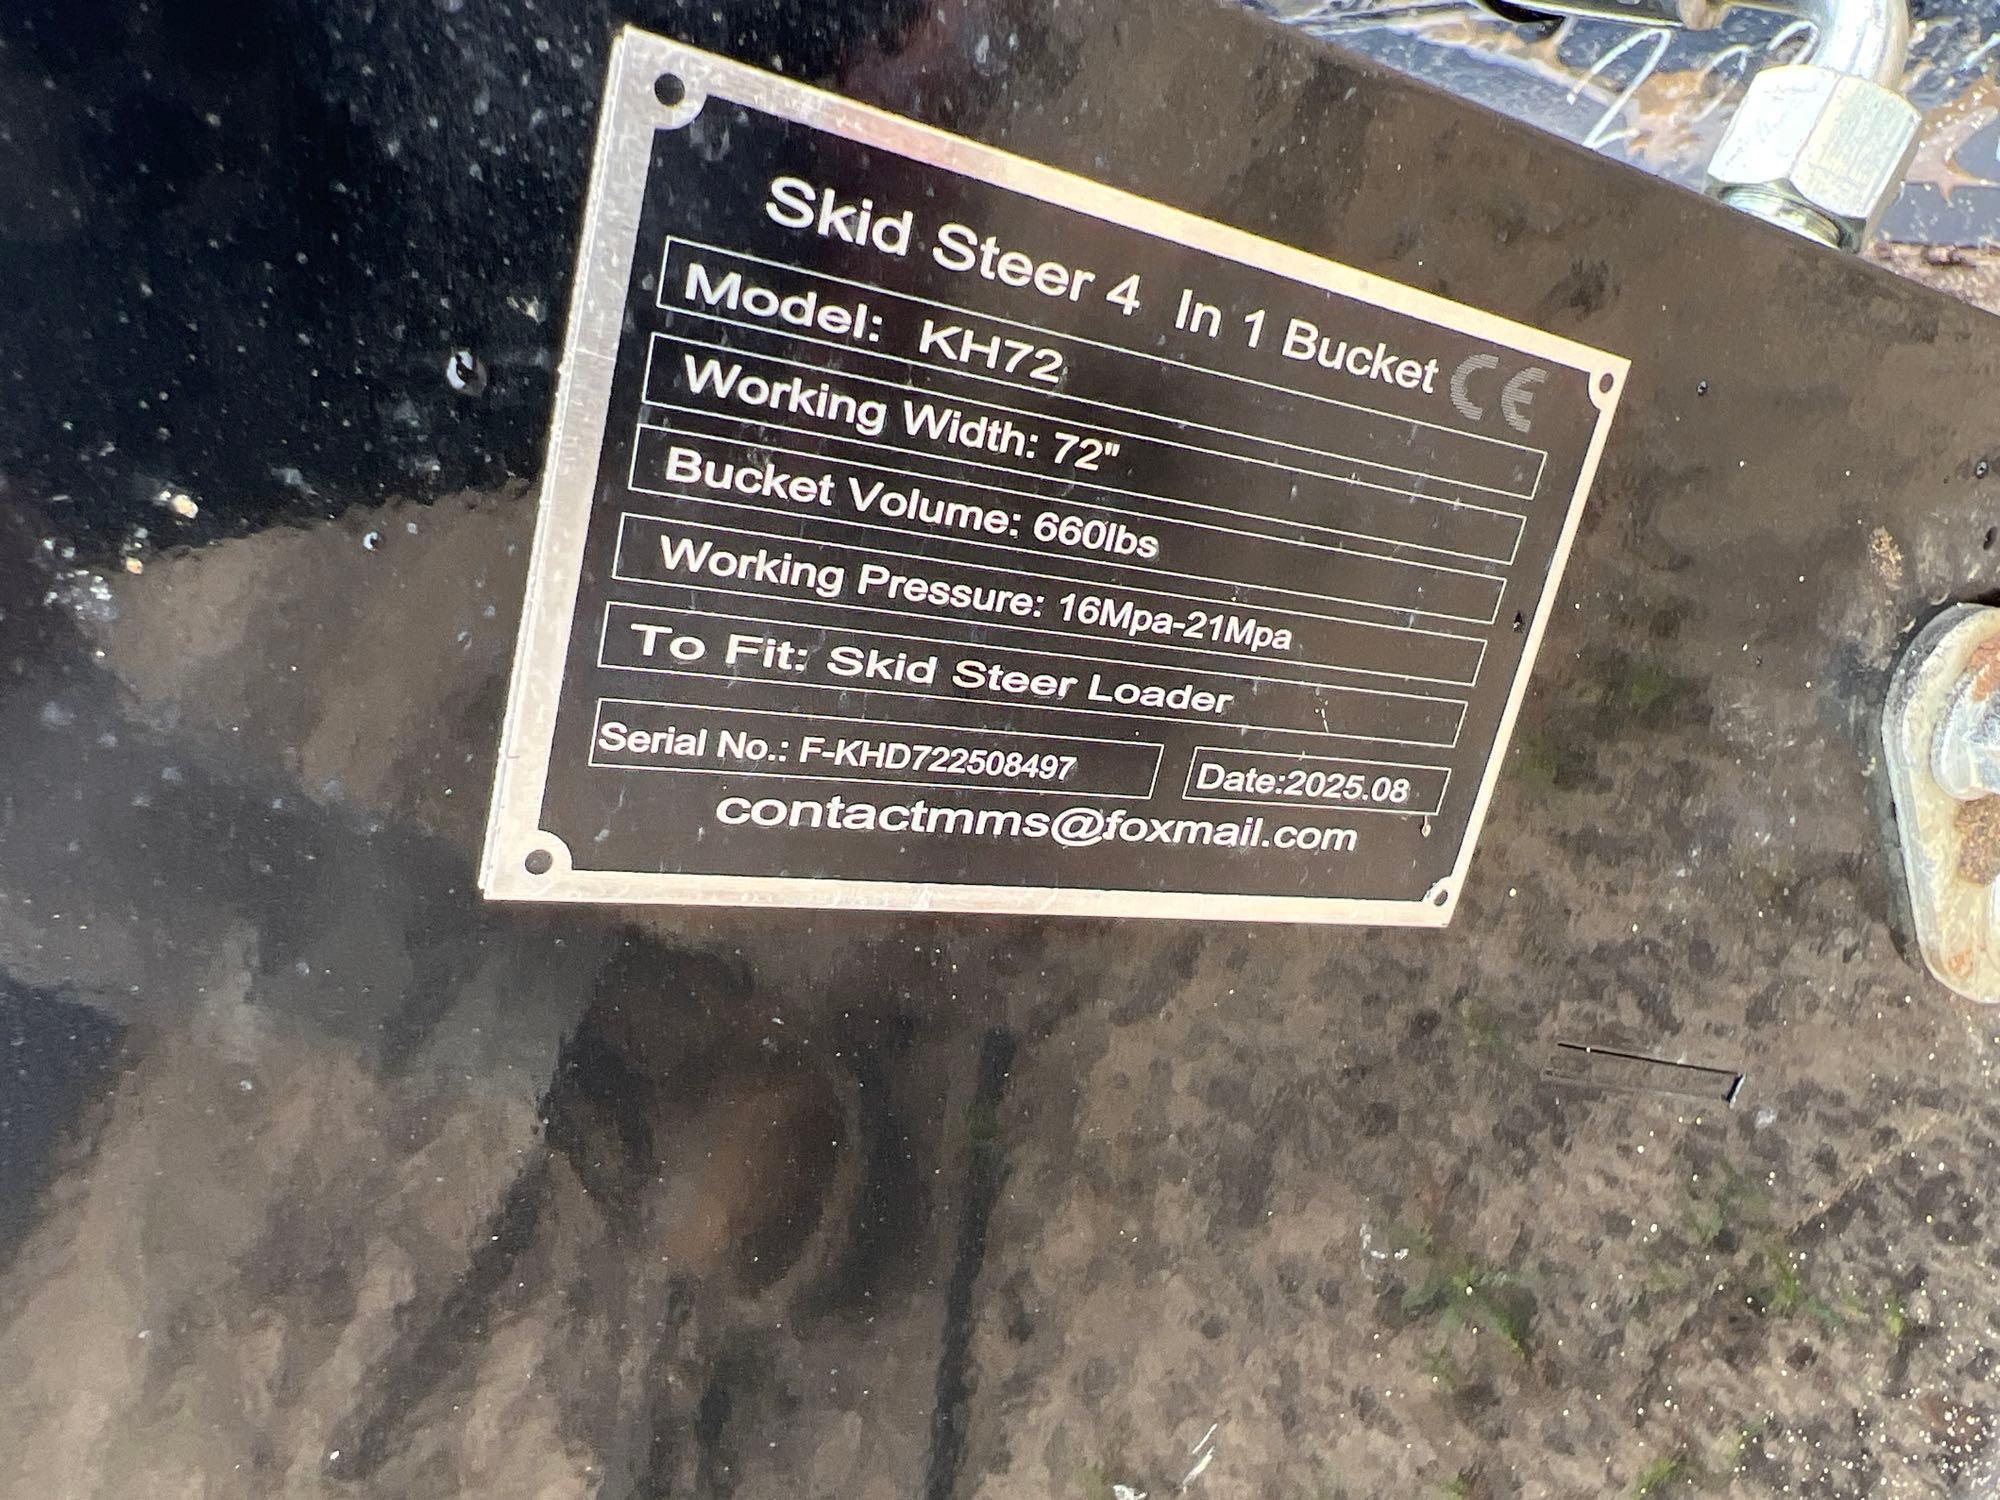 Skid Steer 4 In 1 Bucket CE
Model: KH72
Working Width: 72"
Bucket Volume: 660lbs
Working Pressure: 16Mpa-21Mpa
To Fit: Skid Steer Loader
Serial No.: F-KHD722508497 Date:2025.08
contactmms@foxmail.com